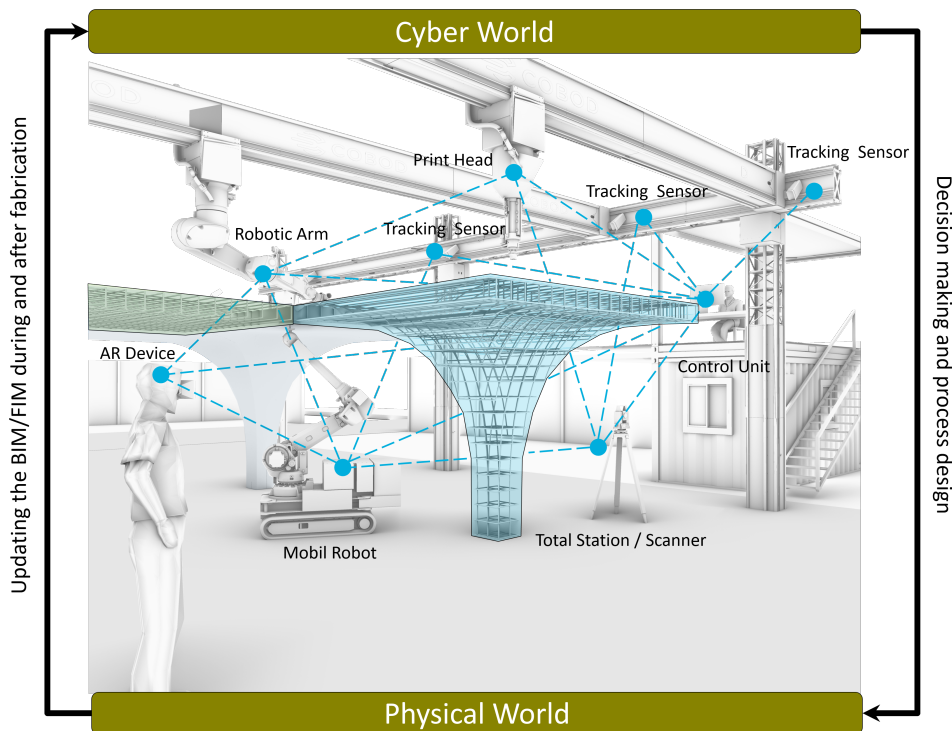 Cyber World
COBOD
Print Head
Tracking Sensor
Tracking Sensor
Tracking Sensor
Robotic Arm
AR Device
Control Unit
Mobil Robot
Total Station / Scanner
Updating the BIM/FIM during and after fabrication
Decision making and process design
Physical World